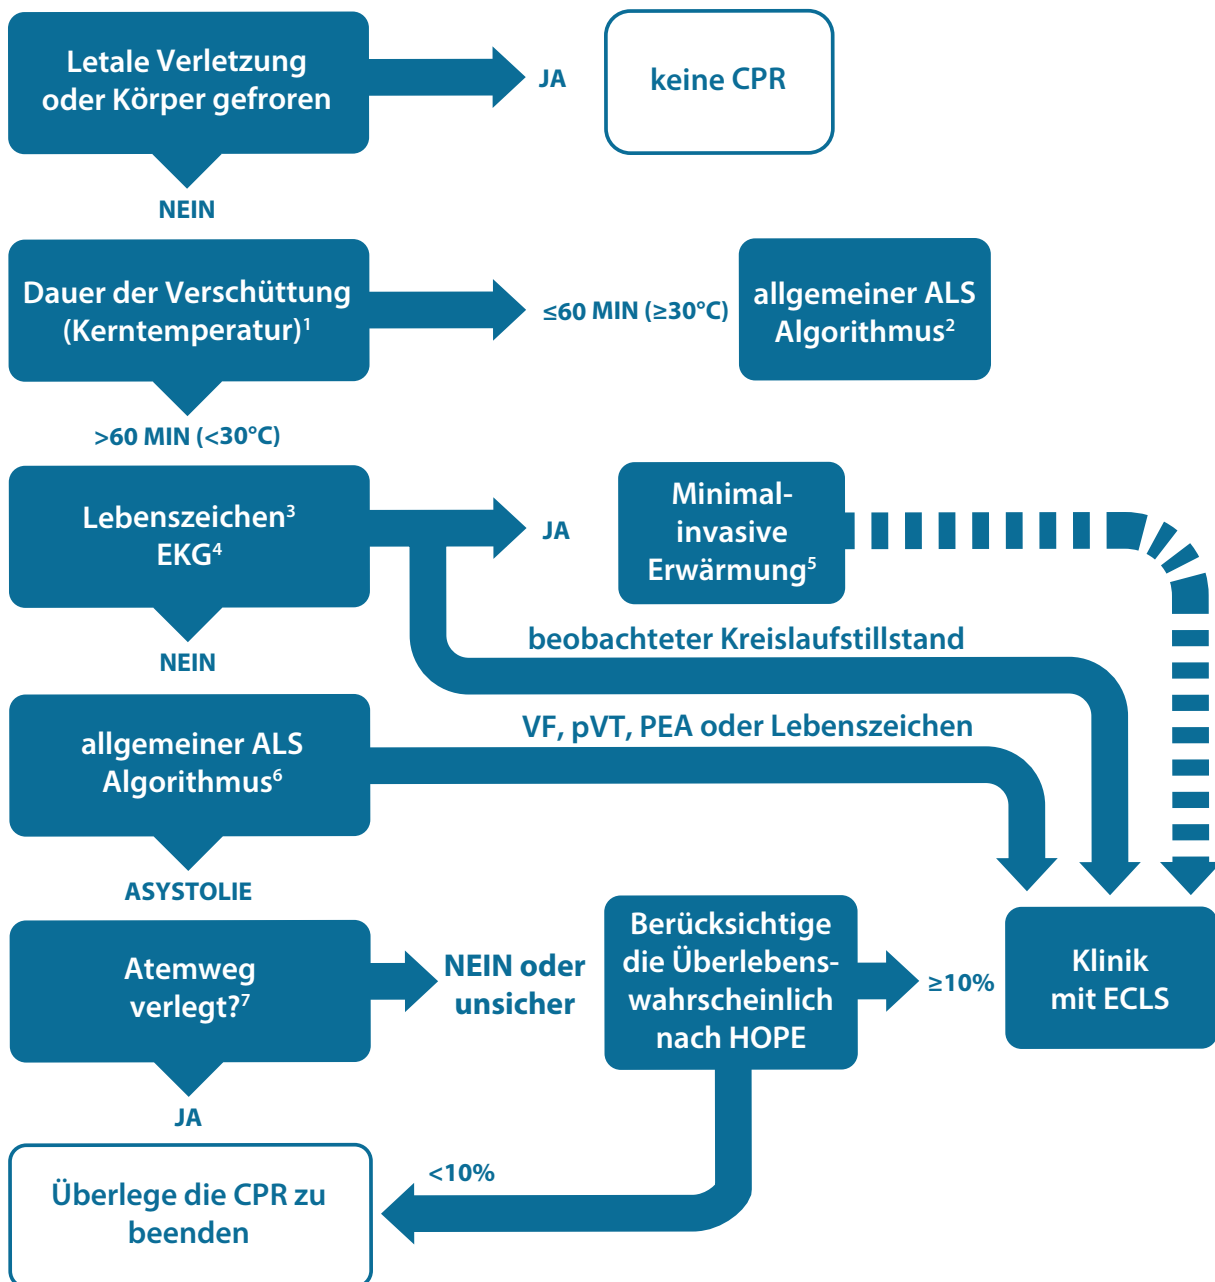 Letale Verletzung
oder Körper gefroren
JA
keine CPR
NEIN
Dauer der Verschüttung
(Kerntemperatur)¹
≤60 MIN (≥30°C)
allgemeiner ALS
Algorithmus²
>60 MIN (<30°C)
Lebenszeichen³
EKG⁴
JA
Minimal-
invasive
Erwärmung⁵
beobachteter Kreislaufstillstand
NEIN
allgemeiner ALS
Algorithmus⁶
VF, pVT, PEA oder Lebenszeichen
ASYSTOLIE
Atemweg
verlegt?⁷
NEIN oder
unsicher
Berücksichtige
die Überlebens-
wahrscheinlich
nach HOPE
≥10%
Klinik
mit ECLS
JA
<10%
Überlege die CPR zu
beenden